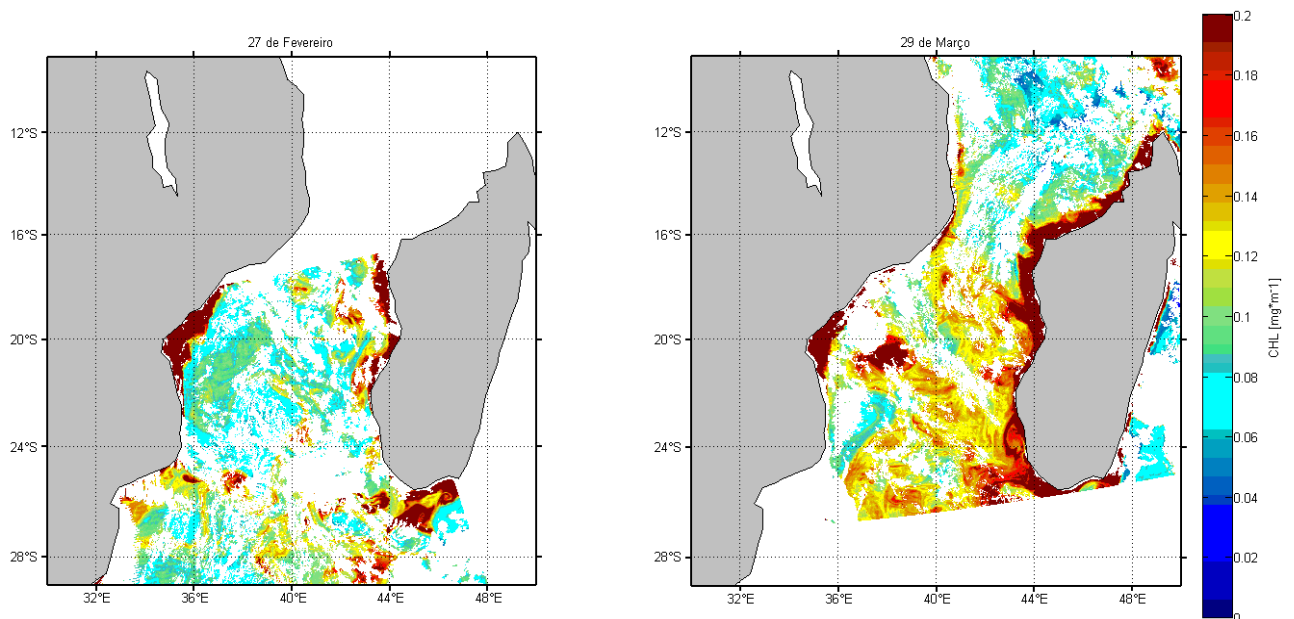 27 de Fevereiro
12°S
16°S
20°S
24°S
28°S
32°E 36°E 40°E 44°E 48°E
29 de Março
12°S
16°S
20°S
24°S
28°S
32°E 36°E 40°E 44°E 48°E
0.2
0.18
0.16
0.14
0.12
0.1
0.08
0.06
0.04
0.02
0
CHL [mg*m-1]